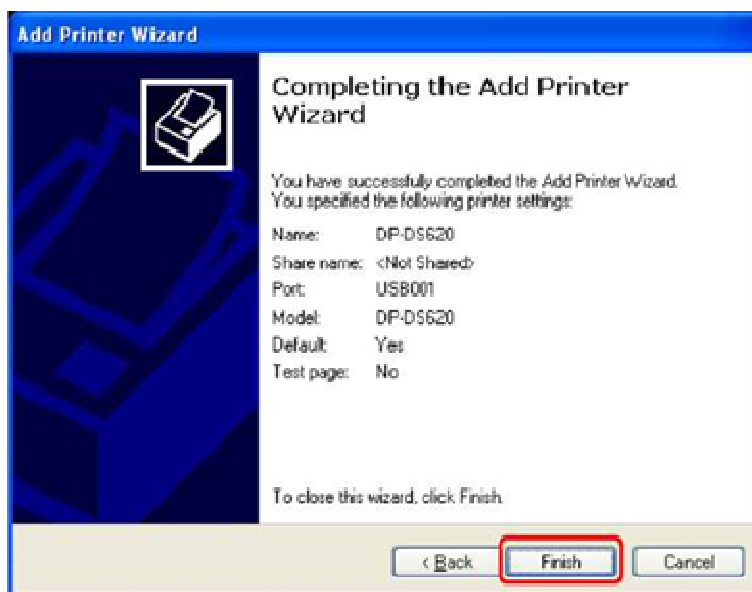 Add Printer Wizard
Completing the Add Printer
Wizard
You have successfully completed the Add Printer Wizard.
You specified the following printer settings:
Name: DP-DS620
Share name: <Not Shared>
Port: USB001
Model: DP-DS620
Default: Yes
Test page: No
To close this wizard, click Finish.
< Back Finish Cancel